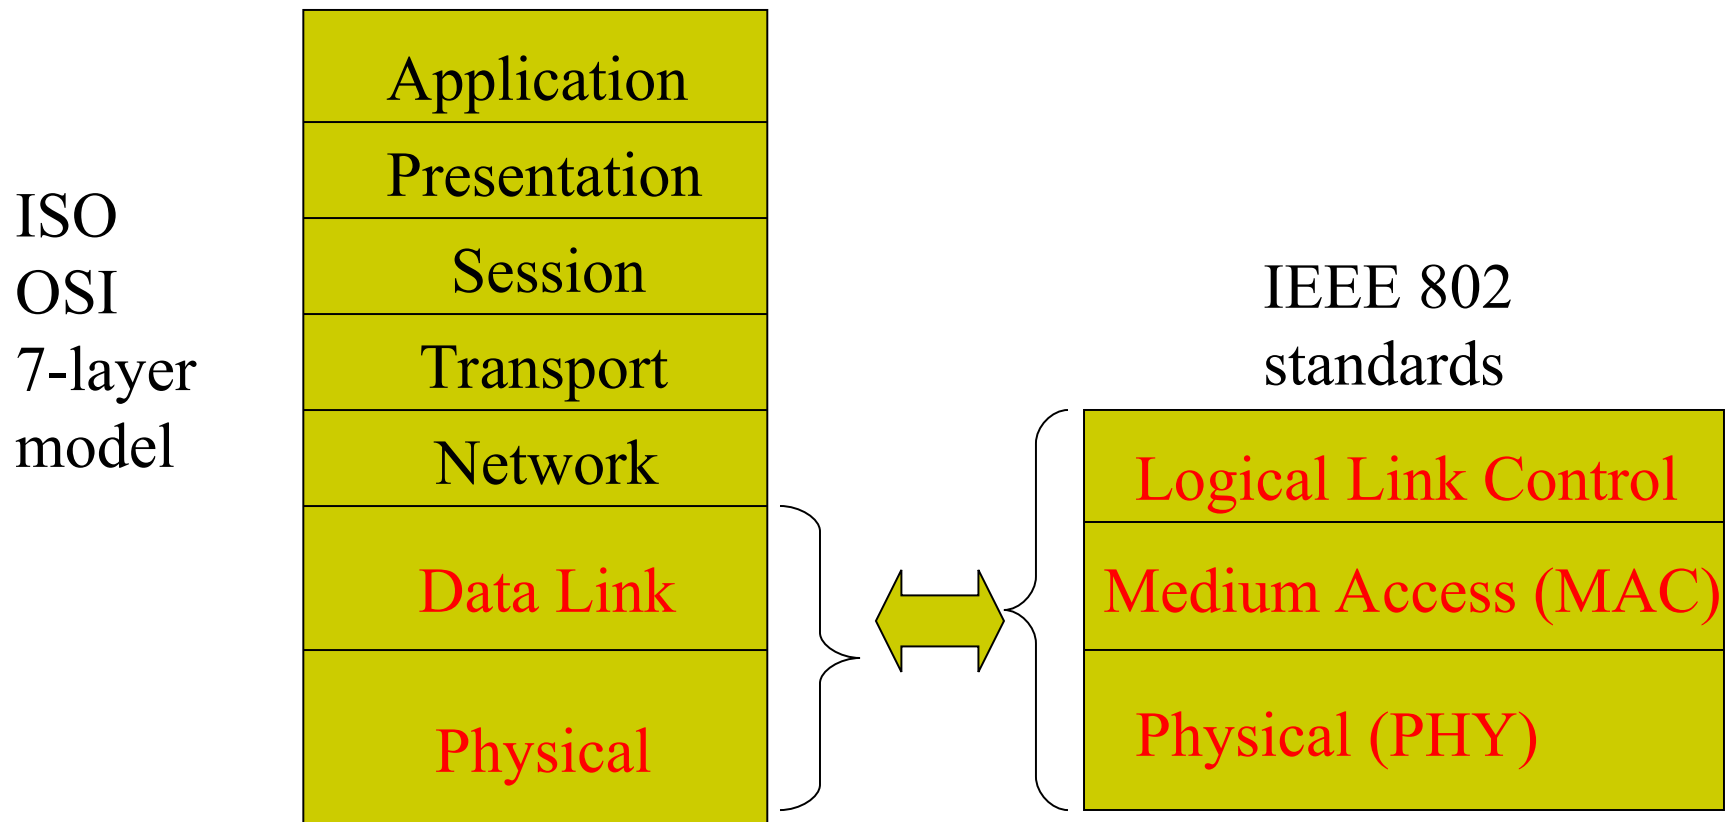 ISO
OSI
7-layer
model
Application
Presentation
Session
Transport
Network
Data Link
Physical
IEEE 802
standards
Logical Link Control
Medium Access (MAC)
Physical (PHY)